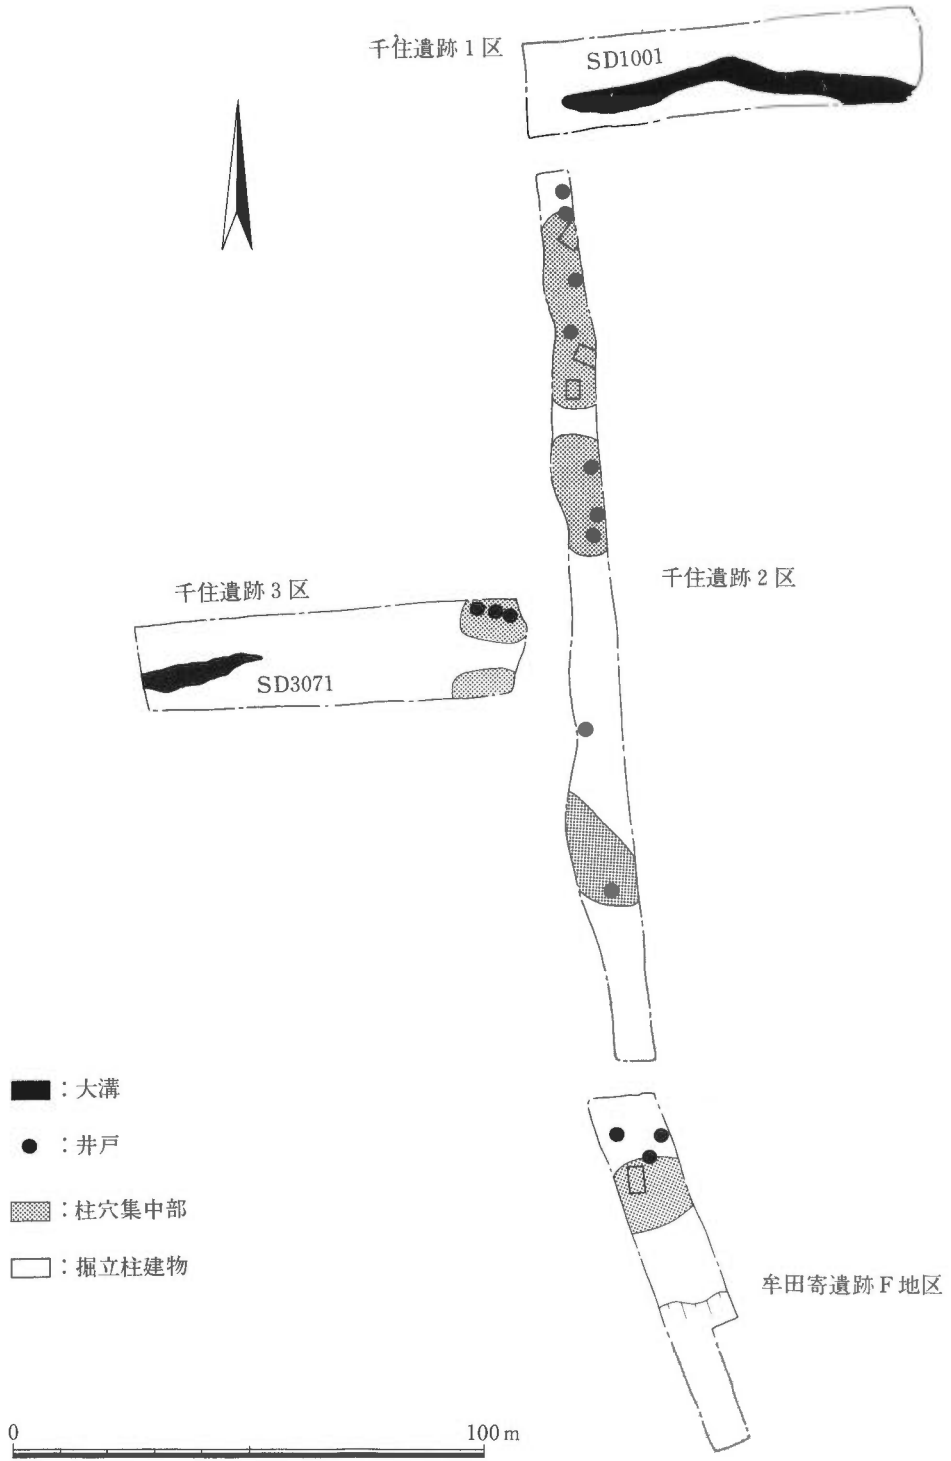 千住遺跡1区
SD1001
千住遺跡2区
千住遺跡3区
SD3071
：大溝
：井戸
：柱穴集中部
：掘立柱建物
牟田寄遺跡F地区
0
100m